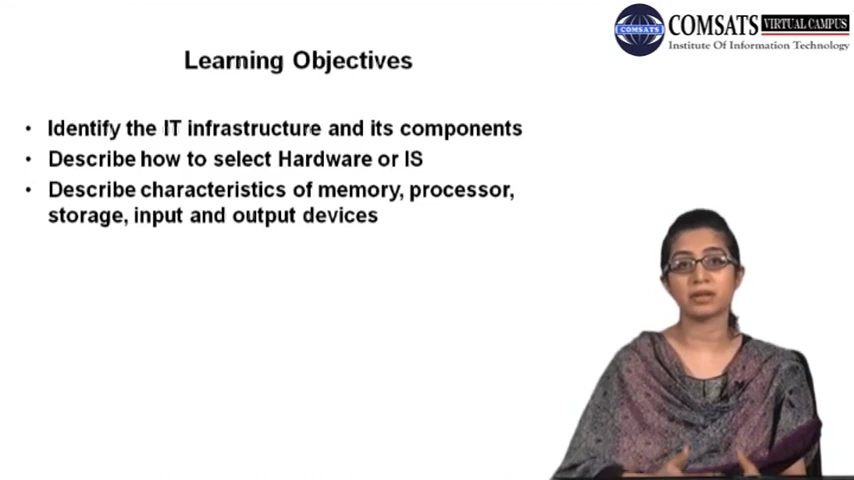 COMSATS VIRTUAL CAMPUS
COMSATS
Institute Of Information Technology
Learning Objectives
• Identify the IT infrastructure and its components
• Describe how to select Hardware or IS
• Describe characteristics of memory, processor,
storage, input and output devices